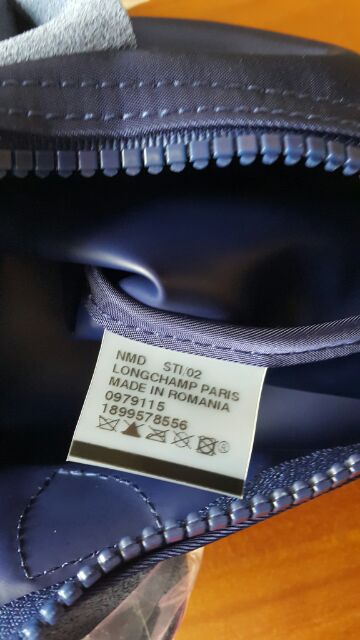 NMD STI/02
LONGCHAMP PARIS
MADE IN ROMANIA
0979115
1899578556